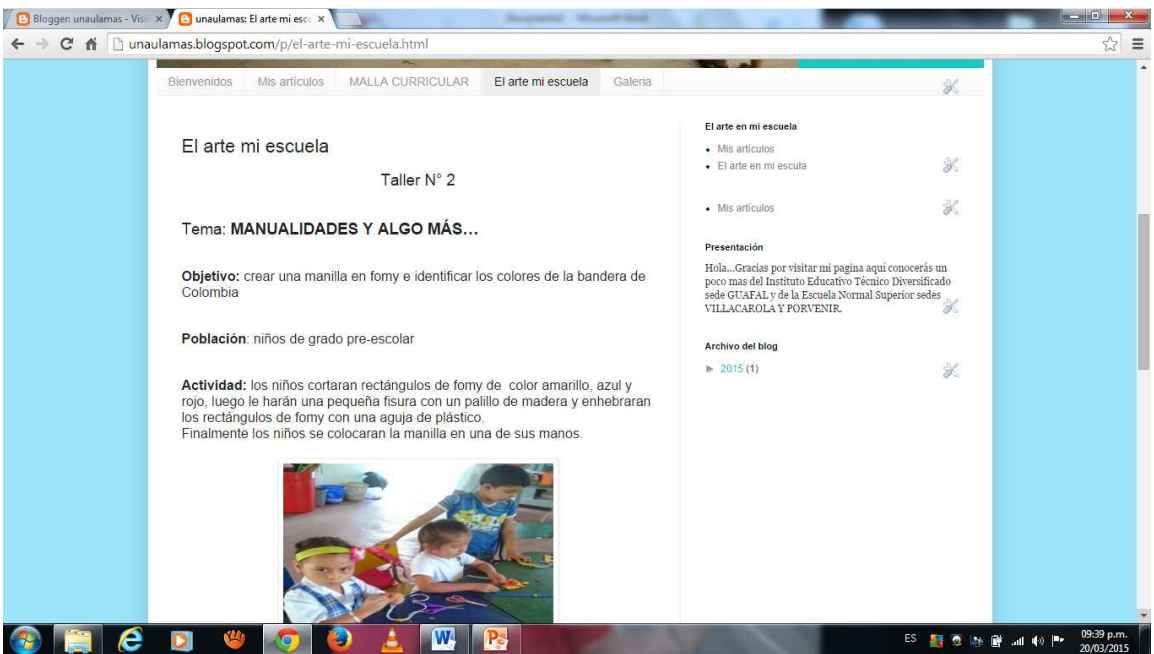 Blogger: unaulamas - Visi
unaulamas: El arte mi esc
unaulamas.blogspot.com/p/el-arte-mi-escuela.html
Bienvenidos
Mis artículos
MALLA CURRICULAR
El arte mi escuela
Galeria
El arte mi escuela
Taller N° 2
Tema: MANUALIDADES Y ALGO MÁS...
Objetivo: crear una manilla en fomy e identificar los colores de la bandera de
Colombia
Población: niños de grado pre-escolar
Actividad: los niños cortaran rectángulos de fomy de color amarillo, azul y
rojo, luego le harán una pequeña fisura con un palillo de madera y enhebraran
los rectángulos de fomy con una aguja de plástico.
Finalmente los niños se colocaran la manilla en una de sus manos.
El arte en mi escuela
• Mis artículos
• El arte en mi escula
• Mis artículos
Presentación
Hola...Gracias por visitar mi pagina aquí conocerás un
poco mas del Instituto Educativo Técnico Diversificado
sede GUAFAL y de la Escuela Normal Superior sedes
VILLACAROLA Y PORVENIR.
Archivo del blog
► 2015 (1)
ES
09:39 p.m.
20/03/2015